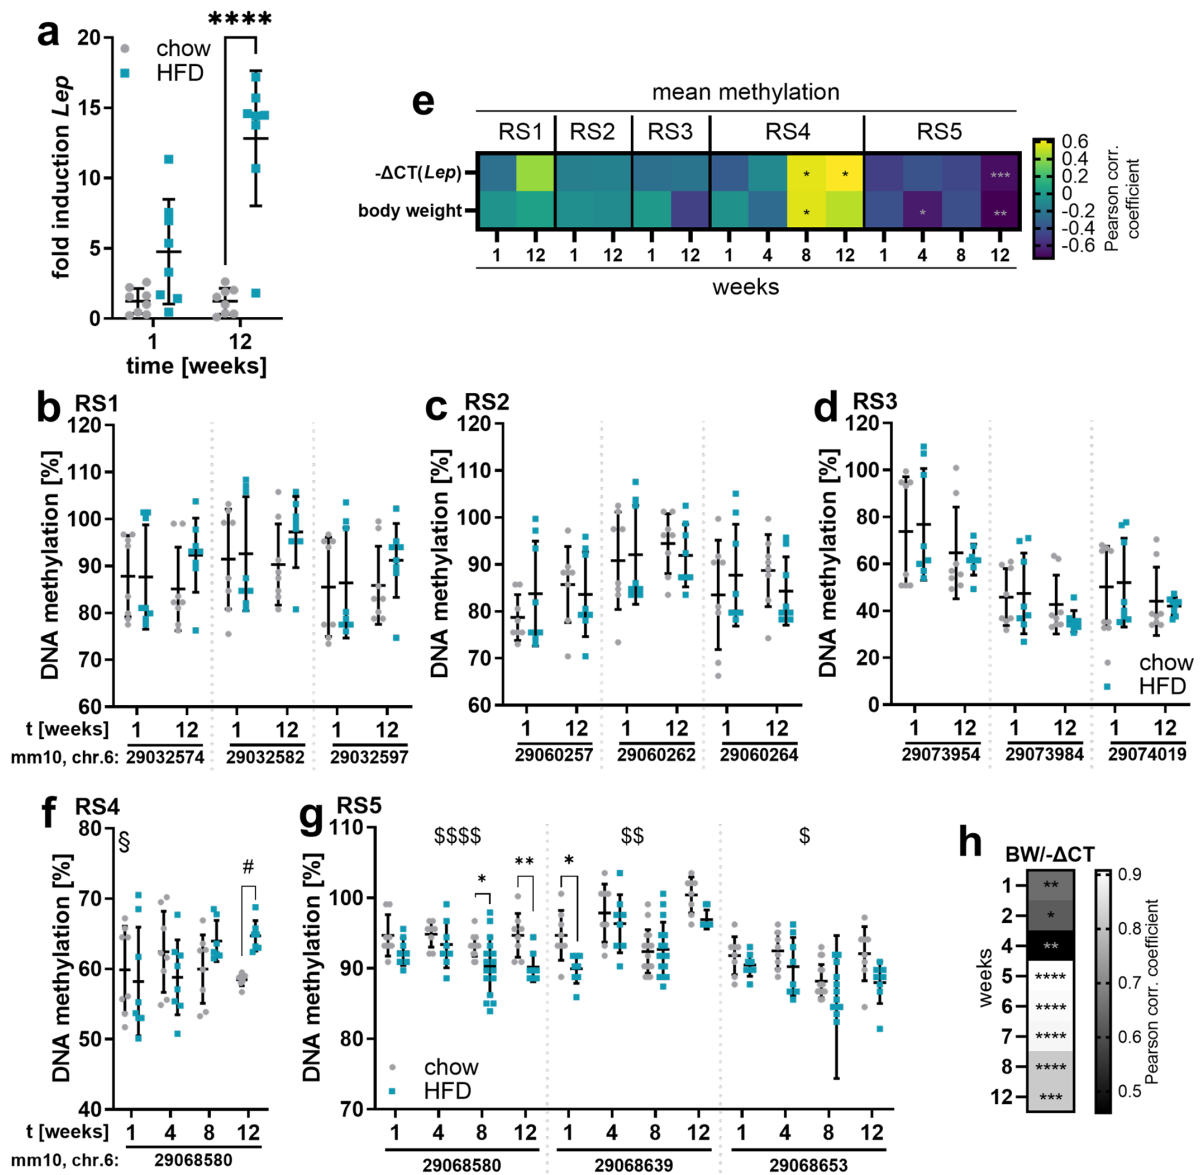 a
****
20
15
10
5
0
chow
HFD
fold induction Lep
1 12
time [weeks]
e
mean methylation
RS1 RS2 RS3 RS4 RS5
-ΔCT(Lep)
* * ***
body weight
* * **
1 12 1 12 1 12 1 4 8 12 1 4 8 12
weeks
0.6
0.4
0.2
0
-0.2
-0.4
-0.6
Pearson corr.
coefficient
b RS1
120
110
100
90
80
70
60
DNA methylation [%]
t [weeks] 1 12 1 12 1 12
mm10, chr.6: 29032574 29032582 29032597
c RS2
120
110
100
90
80
70
60
DNA methylation [%]
1 12 1 12 1 12
29060257 29060262 29060264
d RS3
120
100
80
60
40
20
0
DNA methylation [%]
chow
HFD
1 12 1 12 1 12
29073954 29073984 29074019
f RS4
80
70
60
50
40
DNA methylation [%]
§
#
t [weeks] 1 4 8 12
mm10, chr.6: 29068580
g RS5
110
100
90
80
70
DNA methylation [%]
$$$$ $$ $
* ** *
chow
HFD
1 4 8 12 1 4 8 12 1 4 8 12
29068580 29068639 29068653
h
BW/-ΔCT
1 **
2 *
4 **
5 ****
6 ****
7 ****
8 ****
12 ***
weeks
0.9
0.8
0.7
0.6
0.5
Pearson corr. coefficient